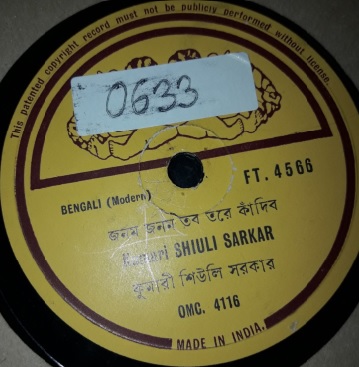 This patented copyright record must not be publicly performed without license.
0633
FT. 4566
BENGALI (Modern)
জনম জনম তব তরে কাঁদিব
Kumari SHIULI SARKAR
কুমারী শিউলি সরকার
OMC. 4116
MADE IN INDIA.